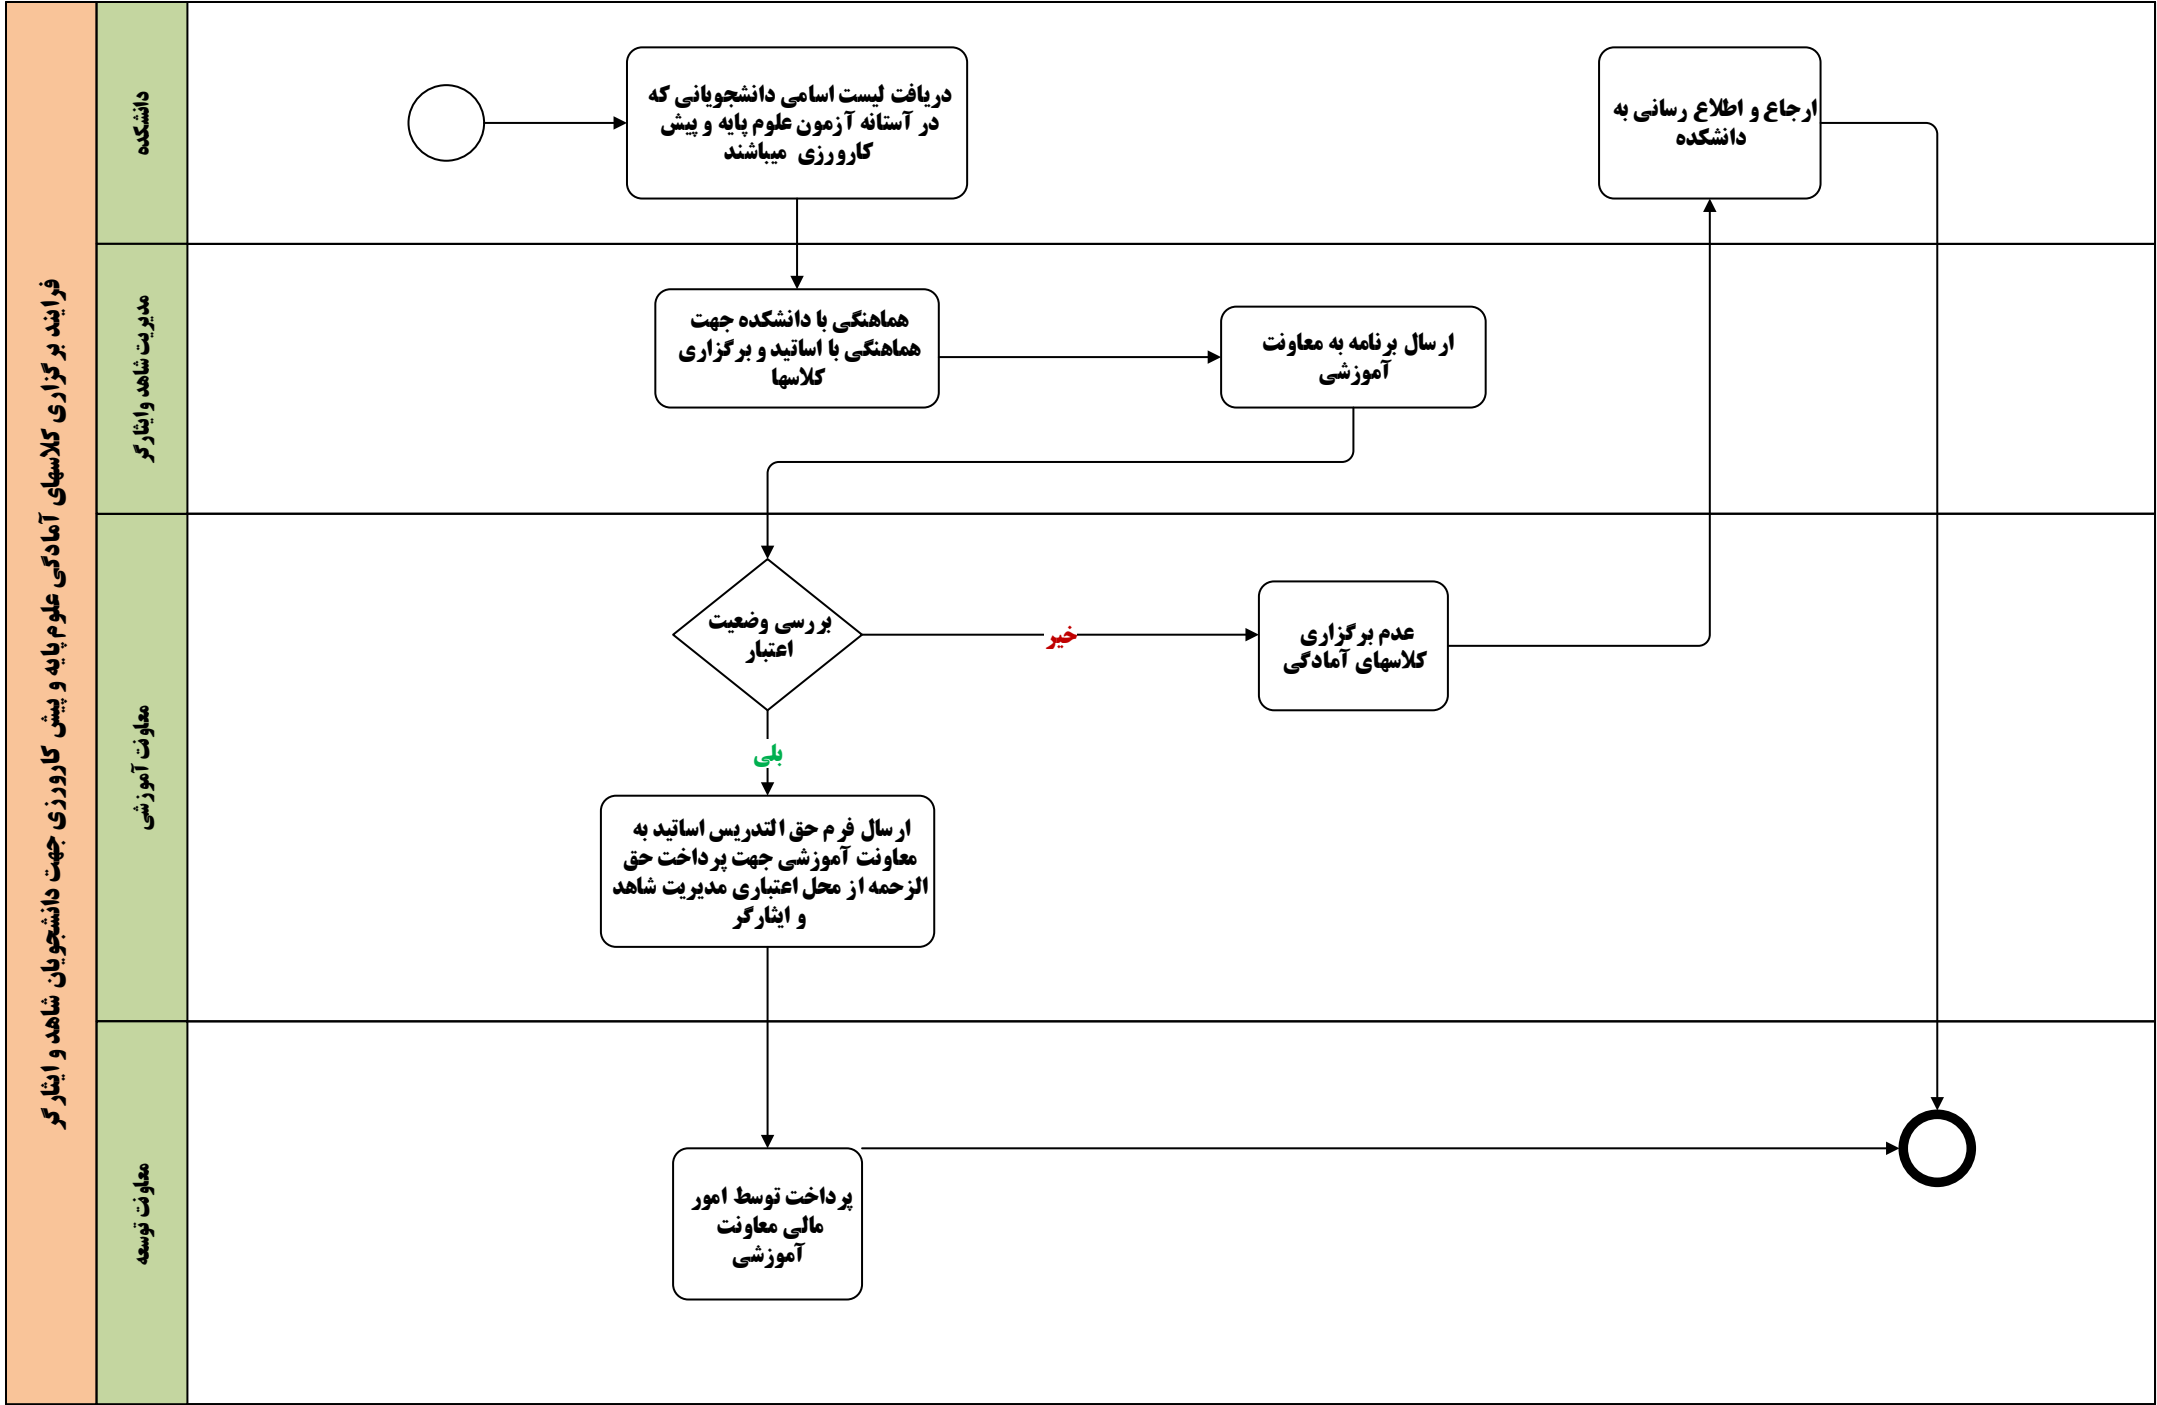 فرایند برگزاری کلاسهای آمادگی علوم پایه و پیش کارورزی جهت دانشجویان شاهد و ایثارگر
دانشکده
دریافت لیست اسامی دانشجویانی که
در آستانه آزمون علوم پایه و پیش
کارورزی میباشند
ارجاع و اطلاع رسانی به
دانشکده
مدیریت شاهد وایثارگر
هماهنگی با دانشکده جهت
هماهنگی با اساتید و برگزاری
کلاسها
ارسال برنامه به معاونت
آموزشی
معاونت آموزشی
بررسی وضعیت
اعتبار
خیر
عدم برگزاری
کلاسهای آمادگی
بلی
ارسال فرم حق التدریس اساتید به
معاونت آموزشی جهت پرداخت حق
الزحمه از محل اعتباری مدیریت شاهد
و ایثارگر
معاونت توسعه
پرداخت توسط امور
مالی معاونت
آموزشی